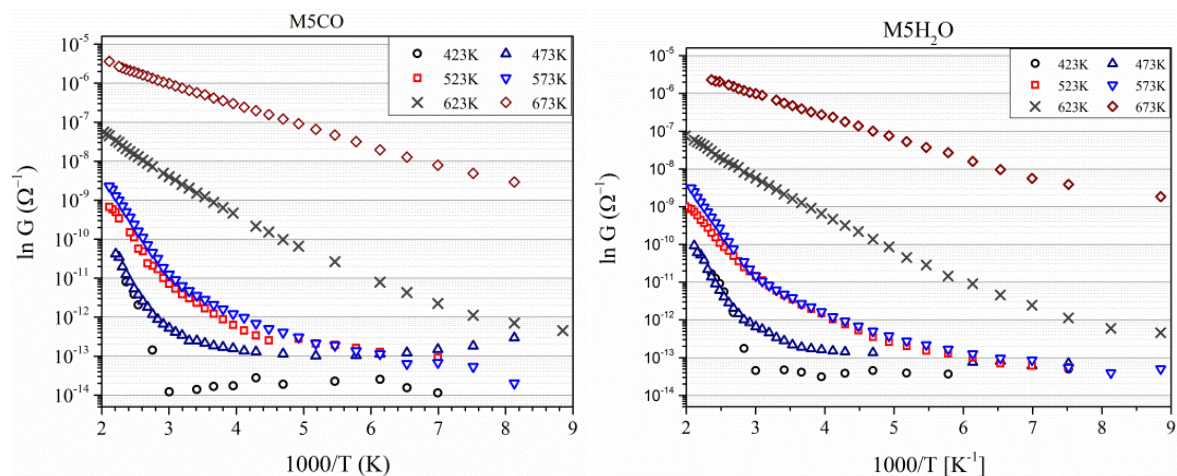 M5CO
ln G (Ω⁻¹)
10⁻⁵
10⁻⁶
10⁻⁷
10⁻⁸
10⁻⁹
10⁻¹⁰
10⁻¹¹
10⁻¹²
10⁻¹³
10⁻¹⁴
423K 473K
523K 573K
623K 673K
2 3 4 5 6 7 8 9
1000/T (K)
M5H₂O
ln G (Ω⁻¹)
10⁻⁵
10⁻⁶
10⁻⁷
10⁻⁸
10⁻⁹
10⁻¹⁰
10⁻¹¹
10⁻¹²
10⁻¹³
10⁻¹⁴
423K 473K
523K 573K
623K 673K
2 3 4 5 6 7 8 9
1000/T [K⁻¹]